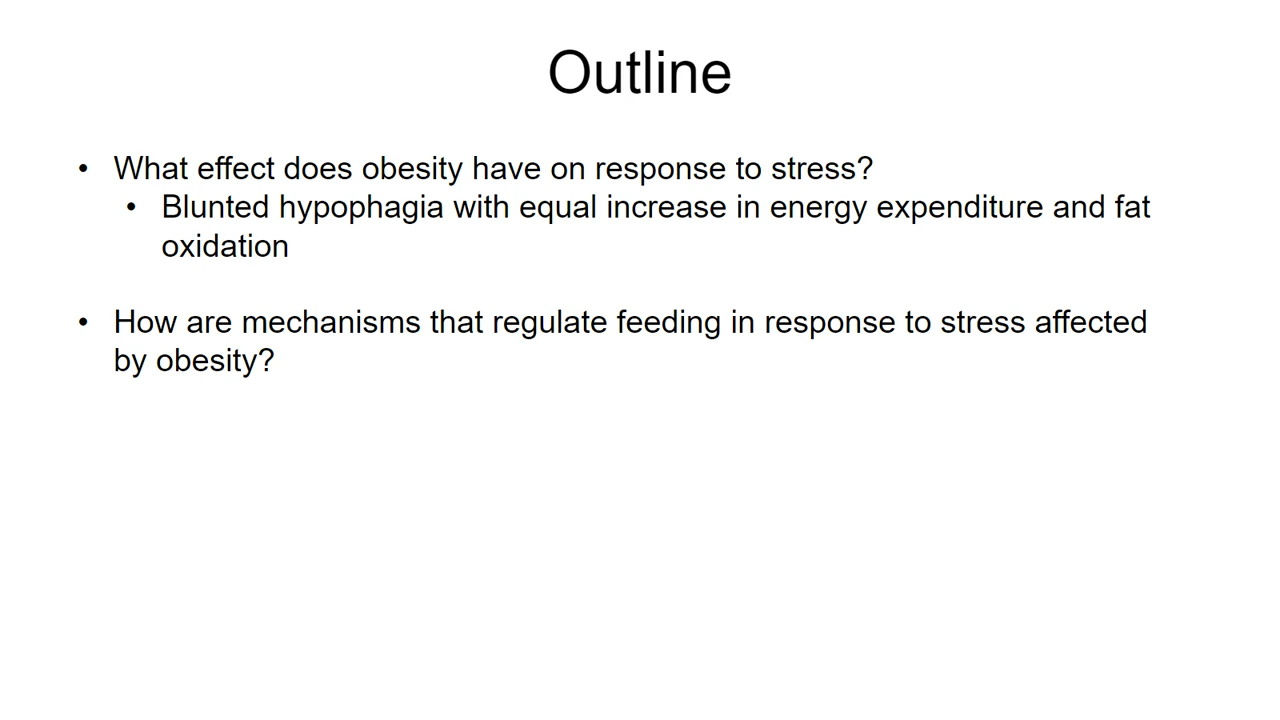 Outline
• What effect does obesity have on response to stress?
• Blunted hypophagia with equal increase in energy expenditure and fat
oxidation
• How are mechanisms that regulate feeding in response to stress affected
by obesity?